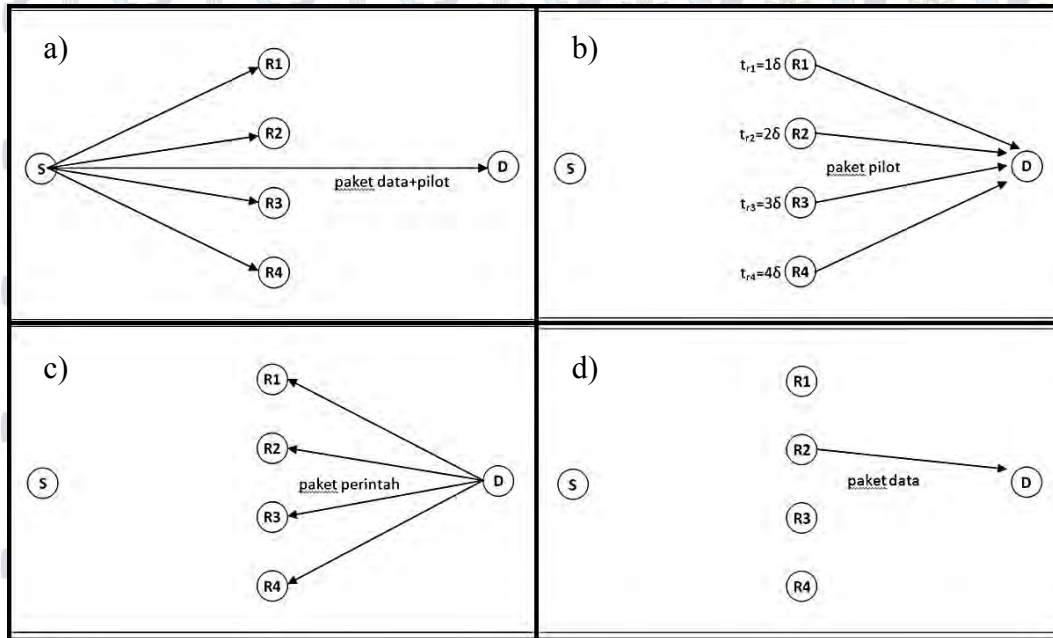 a)
R1
R2
S
D
paket data+pilot
R3
R4
b)
t_r1=1δ R1
t_r2=2δ R2
S
paket pilot
D
t_r3=3δ R3
t_r4=4δ R4
c)
R1
R2
S
paket perintah
D
R3
R4
d)
R1
R2
S
paket data
D
R3
R4